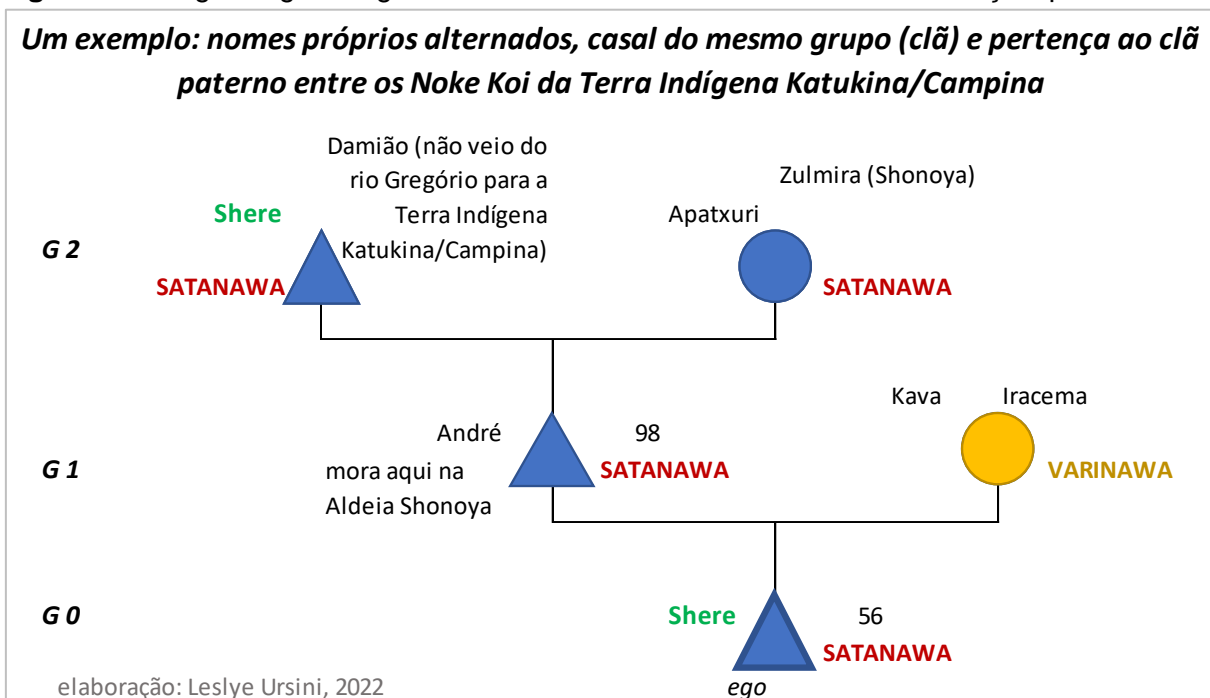 Um exemplo: nomes próprios alternados, casal do mesmo grupo (clã) e pertença ao clã
paterno entre os Noke Koi da Terra Indígena Katukina/Campina
Damião (não veio do
rio Gregório para a
Terra Indígena
Katukina/Campina)
Zulmira (Shonoya)
Shere
Apatxuri
G 2
SATANAWA
SATANAWA
Kava
Iracema
André
98
G 1
mora aqui na
Aldeia Shonoya
SATANAWA
VARINAWA
G 0
Shere
56
SATANAWA
elaboração: Leslye Ursini, 2022
ego